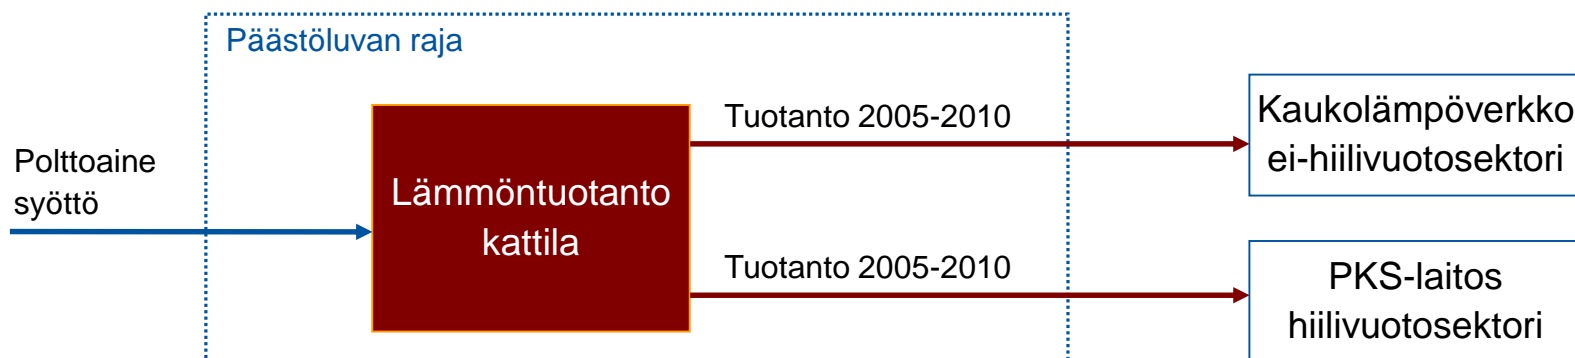 Päästöluvan raja
Polttoaine
syöttö
Lämmöntuotanto
kattila
Tuotanto 2005-2010
Tuotanto 2005-2010
Kaukolämpöverkko
ei-hiilivuotosektori
PKS-laitos
hiilivuotosektori